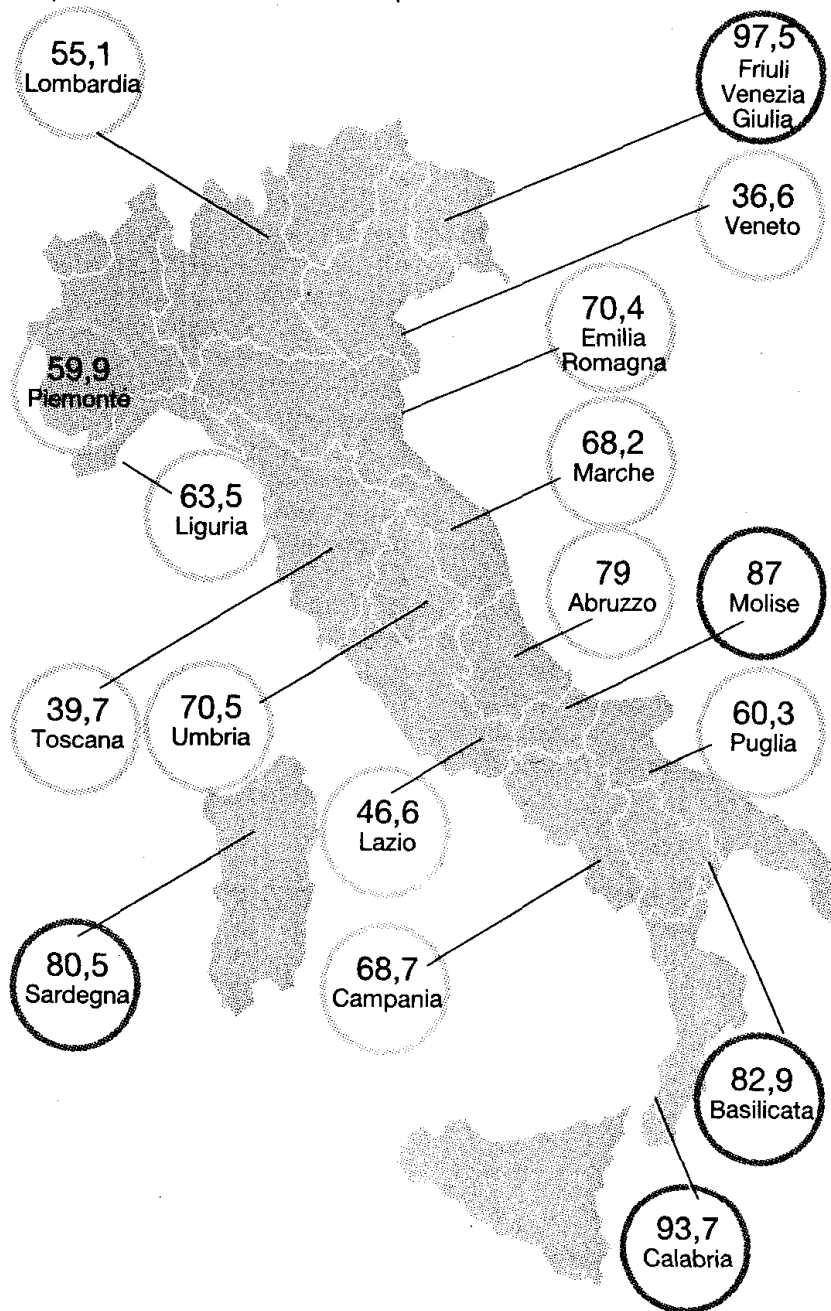 55,1
Lombardia
97,5
Friuli
Venezia
Giulia
36,6
Veneto
70,4
Emilia
Romagna
59,9
Piemonte
68,2
Marche
63,5
Liguria
79
Abruzzo
87
Molise
39,7
Toscana
70,5
Umbria
60,3
Puglia
46,6
Lazio
80,5
Sardegna
68,7
Campania
82,9
Basilicata
93,7
Calabria